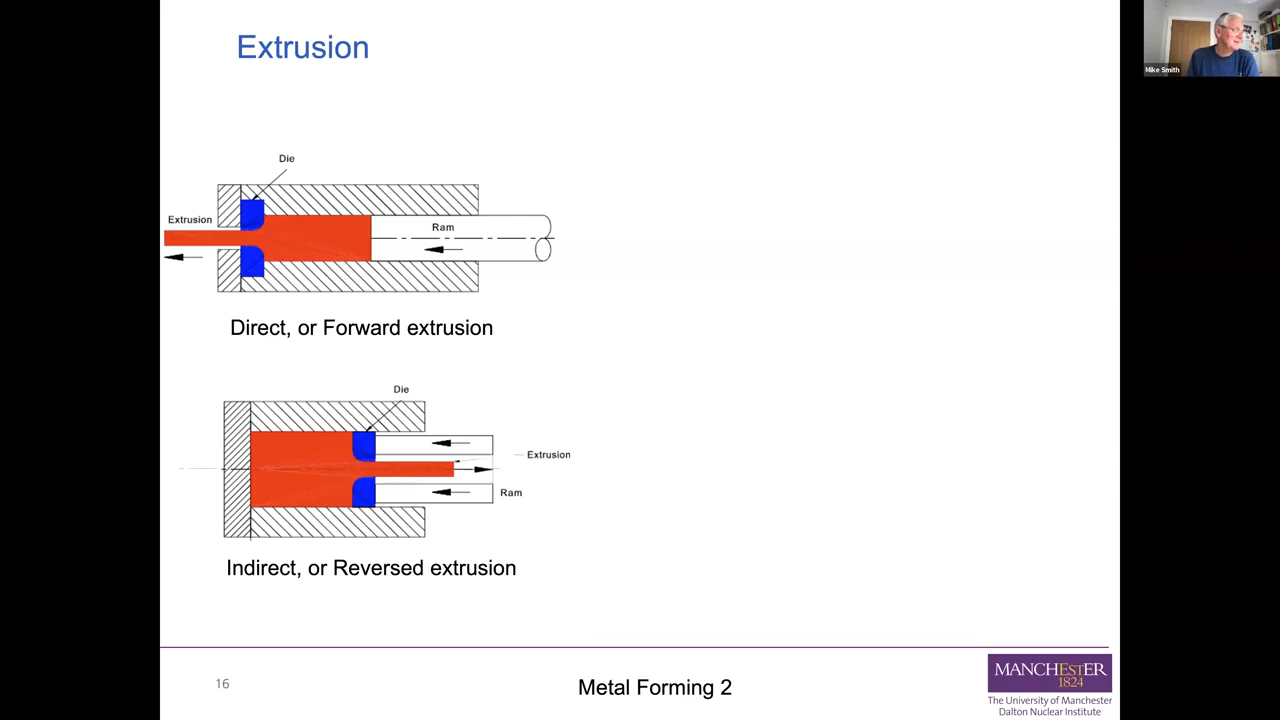 Extrusion
Mike Smith
Die
Extrusion
Ram
Direct, or Forward extrusion
Die
Extrusion
Ram
Indirect, or Reversed extrusion
16
Metal Forming 2
MANCHESTER
1824
The University of Manchester
Dalton Nuclear Institute